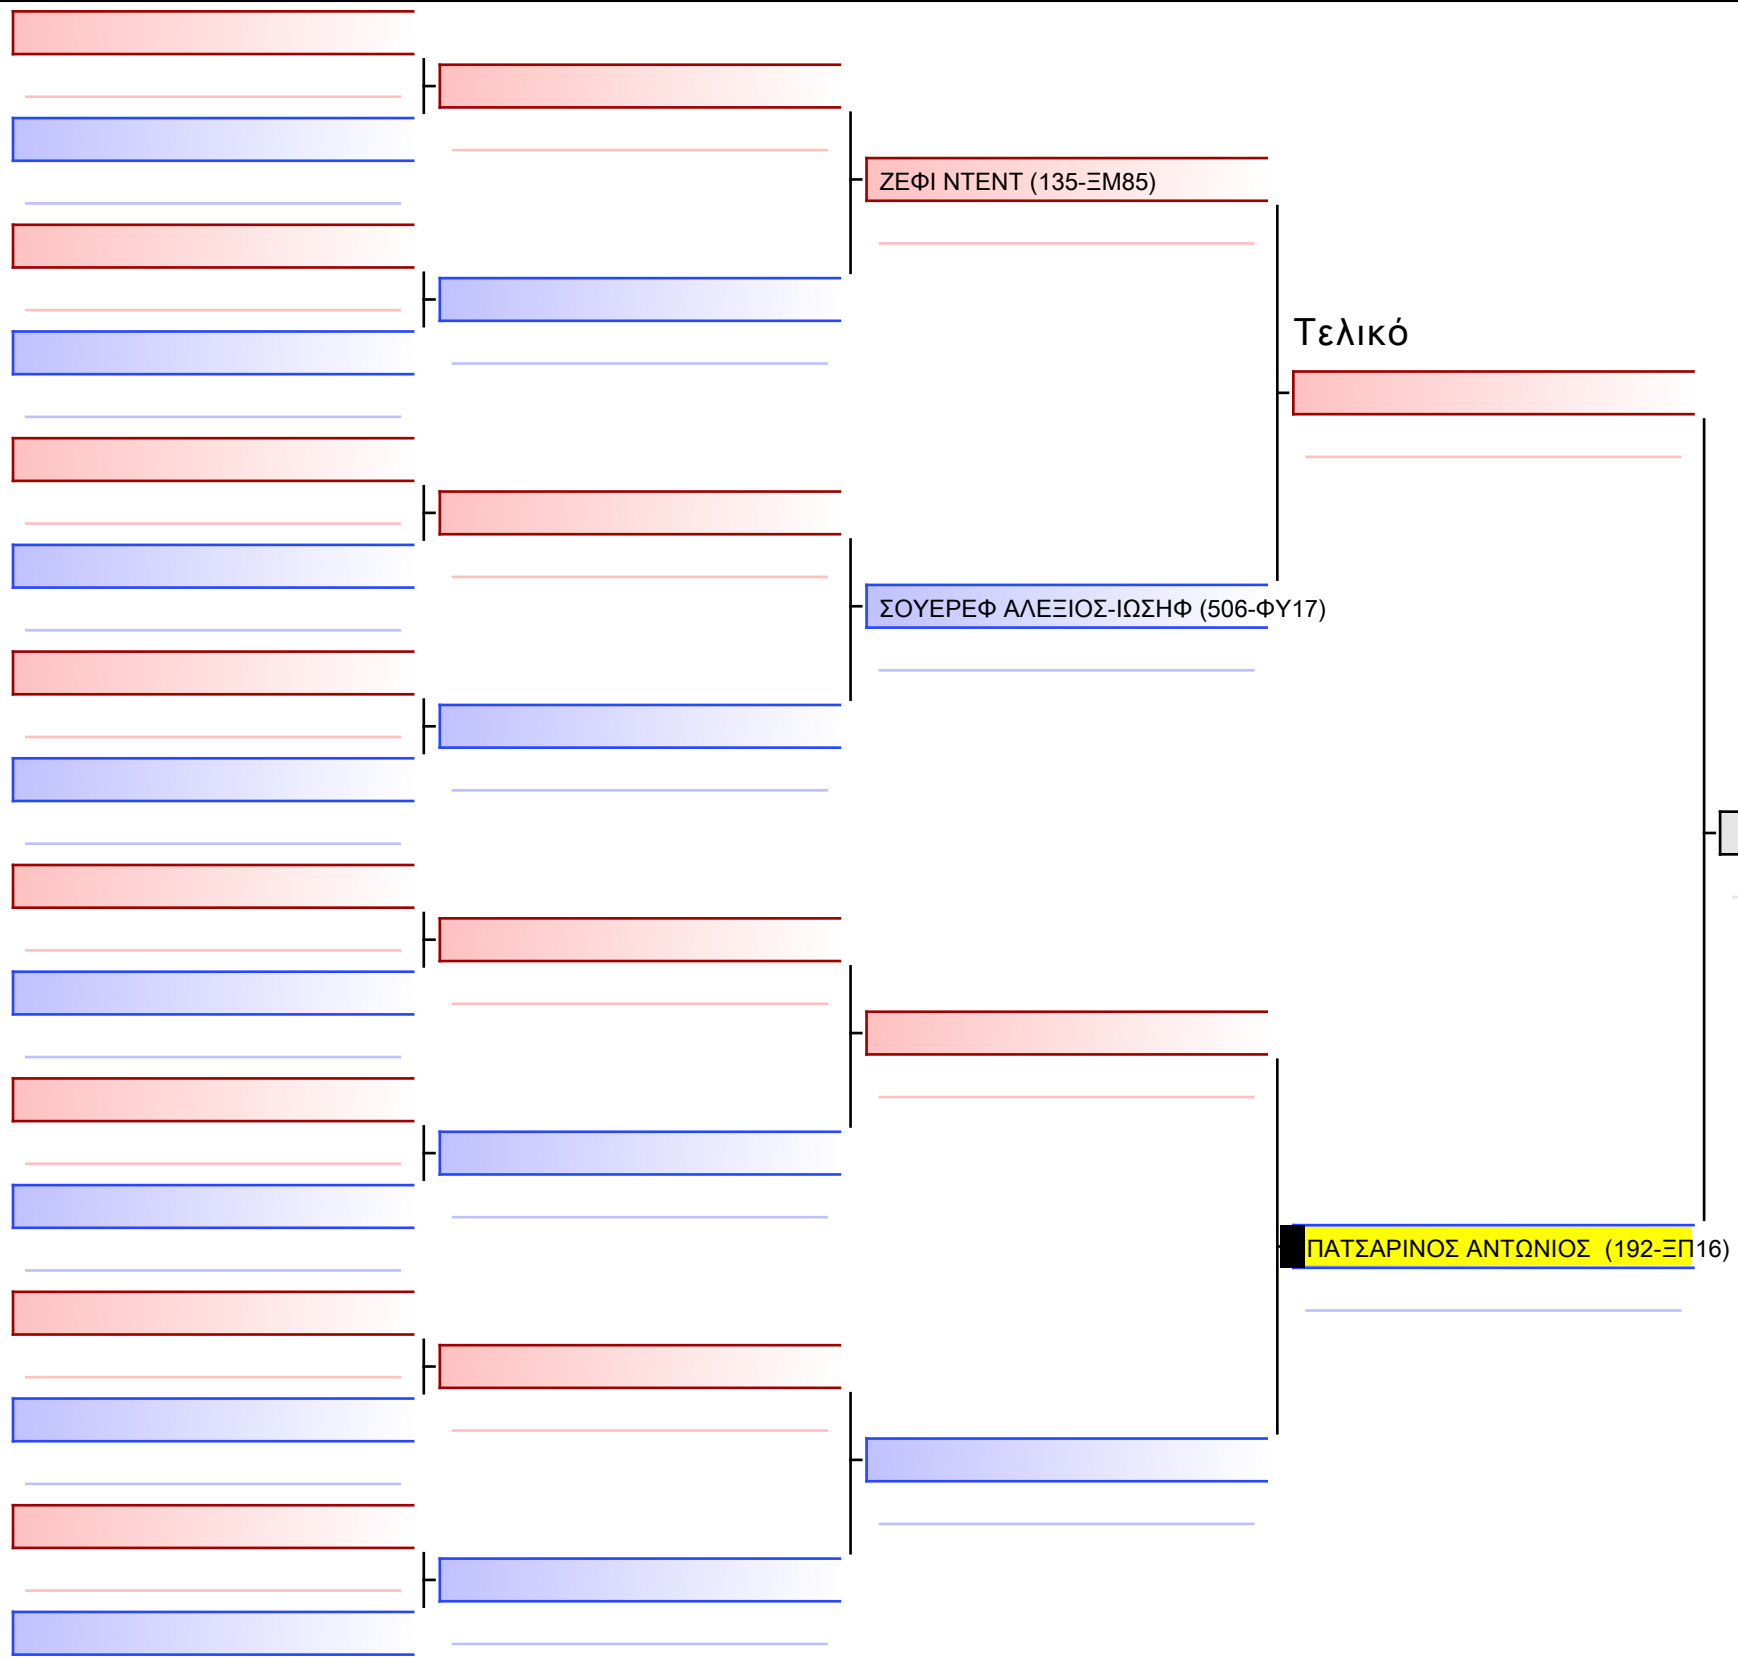 ΖΕΦΙ ΝΤΕΝΤ (135-ΞΜ85)
Τελικό
ΣΟΥΕΡΕΦ ΑΛΕΞΙΟΣ-ΙΩΣΗΦ (506-ΦΥ17)
ΠΑΤΣΑΡΙΝΟΣ ΑΝΤΩΝΙΟΣ (192-ΞΠ16)